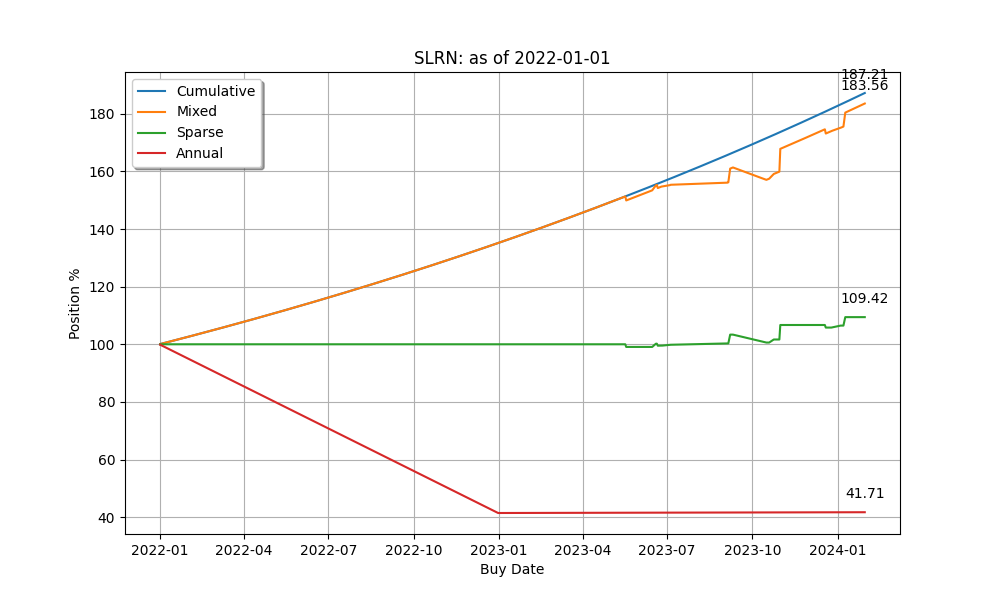 SLRN: as of 2022-01-01
187.21
183.56
Cumulative
Mixed
Sparse
Annual
109.42
41.71
Position %
180
160
140
120
100
80
60
40
2022-01 2022-04 2022-07 2022-10 2023-01 2023-04 2023-07 2023-10 2024-01
Buy Date